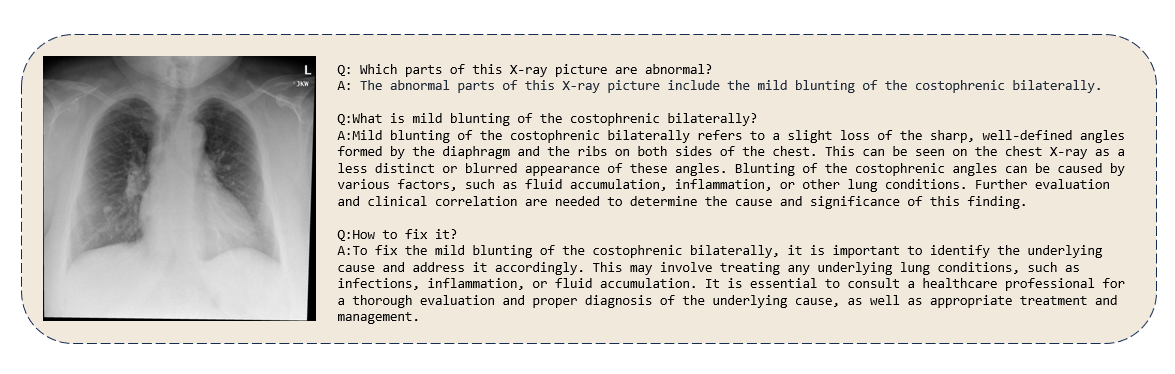 L
JKW
Q: Which parts of this X-ray picture are abnormal?
A: The abnormal parts of this X-ray picture include the mild blunting of the costophrenic bilaterally.
Q:What is mild blunting of the costophrenic bilaterally?
A:Mild blunting of the costophrenic bilaterally refers to a slight loss of the sharp, well-defined angles
formed by the diaphragm and the ribs on both sides of the chest. This can be seen on the chest X-ray as a
less distinct or blurred appearance of these angles. Blunting of the costophrenic angles can be caused by
various factors, such as fluid accumulation, inflammation, or other lung conditions. Further evaluation
and clinical correlation are needed to determine the cause and significance of this finding.
Q:How to fix it?
A:To fix the mild blunting of the costophrenic bilaterally, it is important to identify the underlying
cause and address it accordingly. This may involve treating any underlying lung conditions, such as
infections, inflammation, or fluid accumulation. It is essential to consult a healthcare professional for
a thorough evaluation and proper diagnosis of the underlying cause, as well as appropriate treatment and
management.